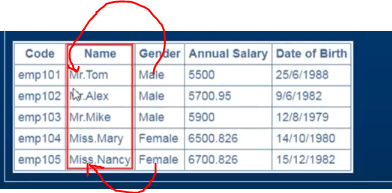 Code Name Gender Annual Salary Date of Birth
emp101 Mr.Tom Male 5500 25/6/1988
emp102 Mr.Alex Male 5700.95 9/6/1982
emp103 Mr.Mike Male 5900 12/8/1979
emp104 Miss.Mary Female 6500.826 14/10/1980
emp105 Miss.Nancy Female 6700.826 15/12/1982